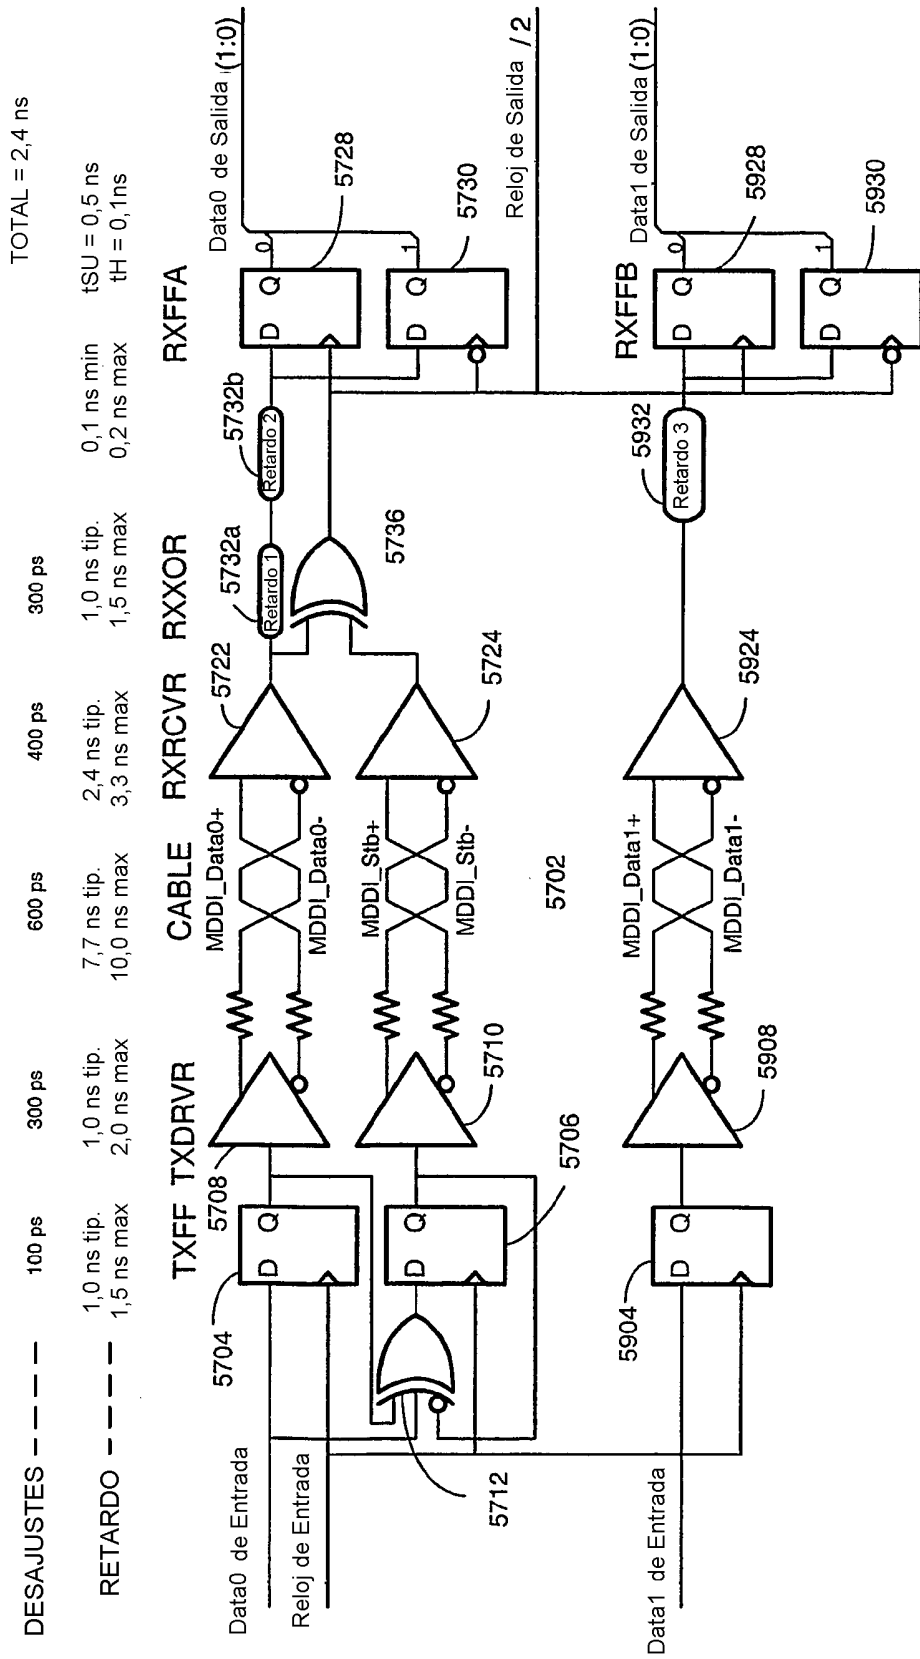 TOTAL = 2,4 ns
DESAJUSTES
100 ps
300 ps
600 ps
400 ps
300 ps
RETARDO
1,0 ns tip.
1,5 ns max
1,0 ns tip.
2,0 ns max
7,7 ns tip.
10,0 ns max
2,4 ns tip.
3,3 ns max
1,0 ns tip.
1,5 ns max
0,1 ns min
0,2 ns max
tSU = 0,5 ns
tH = 0,1ns
TXFF
TXDRVR
CABLE
RXRCVR
RXXOR
RXFFA
Data0 de Entrada
Reloj de Entrada
5704
D
Q
5708
MDDI_Data0+
MDDI_Data0-
5722
5732a
Retardo 1
5732b
Retardo 2
D
Q
0
Data0 de Salida (1:0)
5728
5712
D
Q
5706
5710
MDDI_Stb+
MDDI_Stb-
5724
5736
D
Q
1
5730
Reloj de Salida / 2
5702
RXFFB
Data1 de Entrada
5904
D
Q
5908
MDDI_Data1+
MDDI_Data1-
5924
5932
Retardo 3
D
Q
0
Data1 de Salida (1:0)
5928
D
Q
1
5930